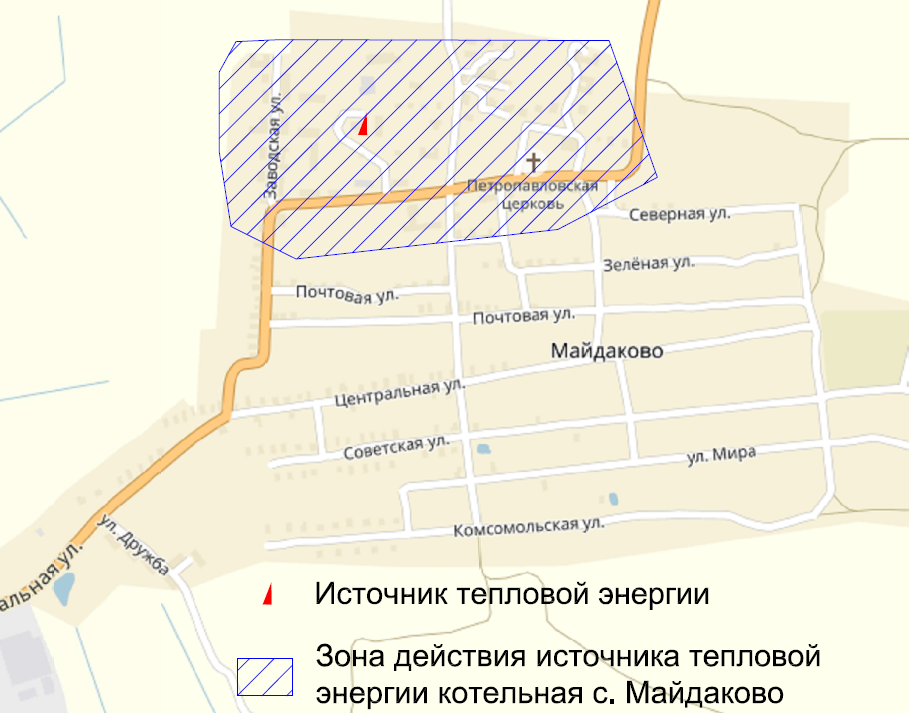 Заводская ул.
Петропавловская
церковь
Северная ул.
Зелёная ул.
Почтовая ул.
Почтовая ул.
Майдаково
Центральная ул.
Советская ул.
ул. Мира
Комсомольская ул.
ул. Дружба
альная ул.
Источник тепловой энергии
Зона действия источника тепловой
энергии котельная с. Майдаково